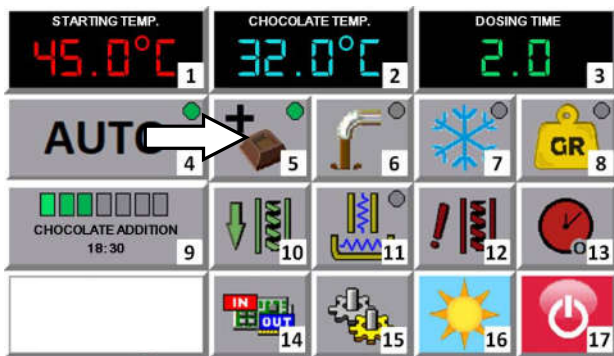 STARTING TEMP.
45.0°C
1
CHOCOLATE TEMP.
32.0°C
2
DOSING TIME
2.0
3
AUTO
4
+
5
6
7
GR
8
CHOCOLATE ADDITION
18:30
9
10
11
!
12
13
IN
OUT
14
15
16
17